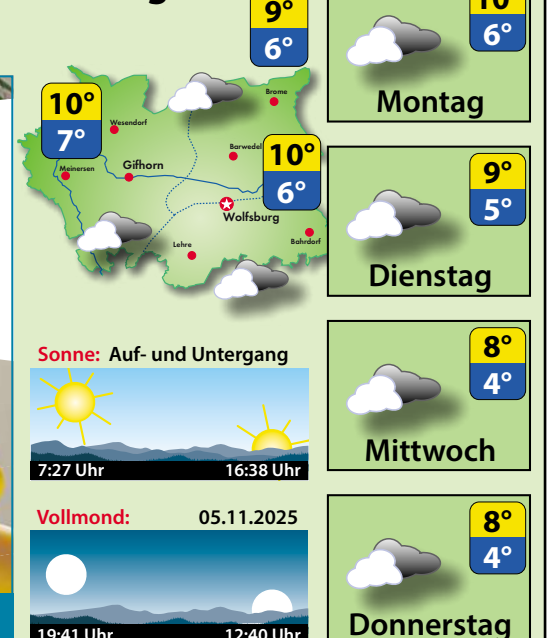 9°
6°
10°
7°
Wesendorf
Brome
Meinersen
Gifhorn
Barwedel
10°
6°
Wolfsburg
Lehre
Bahrdorf
10
6°
Montag
9°
5°
Dienstag
8°
4°
Mittwoch
8°
4°
Donnerstag
Sonne: Auf- und Untergang
7:27 Uhr 16:38 Uhr
Vollmond: 05.11.2025
19:41 Uhr 12:40 Uhr